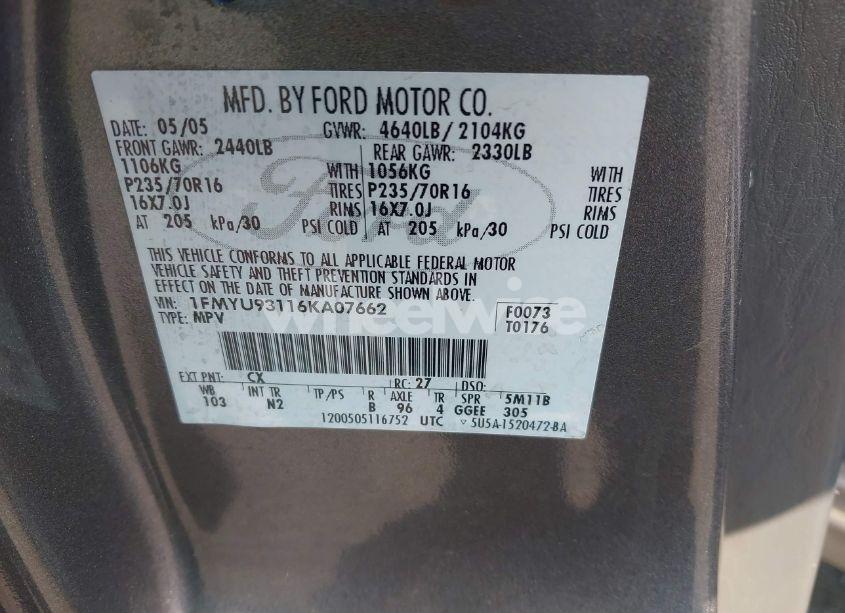 MFD. BY FORD MOTOR CO.
DATE: 05/05 GVWR: 4640LB / 2104KG
FRONT GAWR: 2440LB REAR GAWR: 2330LB
1106KG WITH 1056KG WITH
P235/70R16 TIRES P235/70R16 TIRES
16X7.0J RIMS 16X7.0J RIMS
AT 205 kPa/30 PSI COLD AT 205 kPa/30 PSI COLD
Ford
THIS VEHICLE CONFORMS TO ALL APPLICABLE FEDERAL MOTOR
VEHICLE SAFETY AND THEFT PREVENTION STANDARDS IN
EFFECT ON THE DATE OF MANUFACTURE SHOWN ABOVE.
VIN: 1FMYU93116KA07662 F0073
TYPE: MPV T0176
wheelwire
EXT PNT: CX RC: 27 DSO:
WB INT TR TP/PS R AXLE TR SPR 5M11B
103 N2 B 96 4 GGEE 305
1200505116752 UTC ▽ 5U5A-1520472-BA